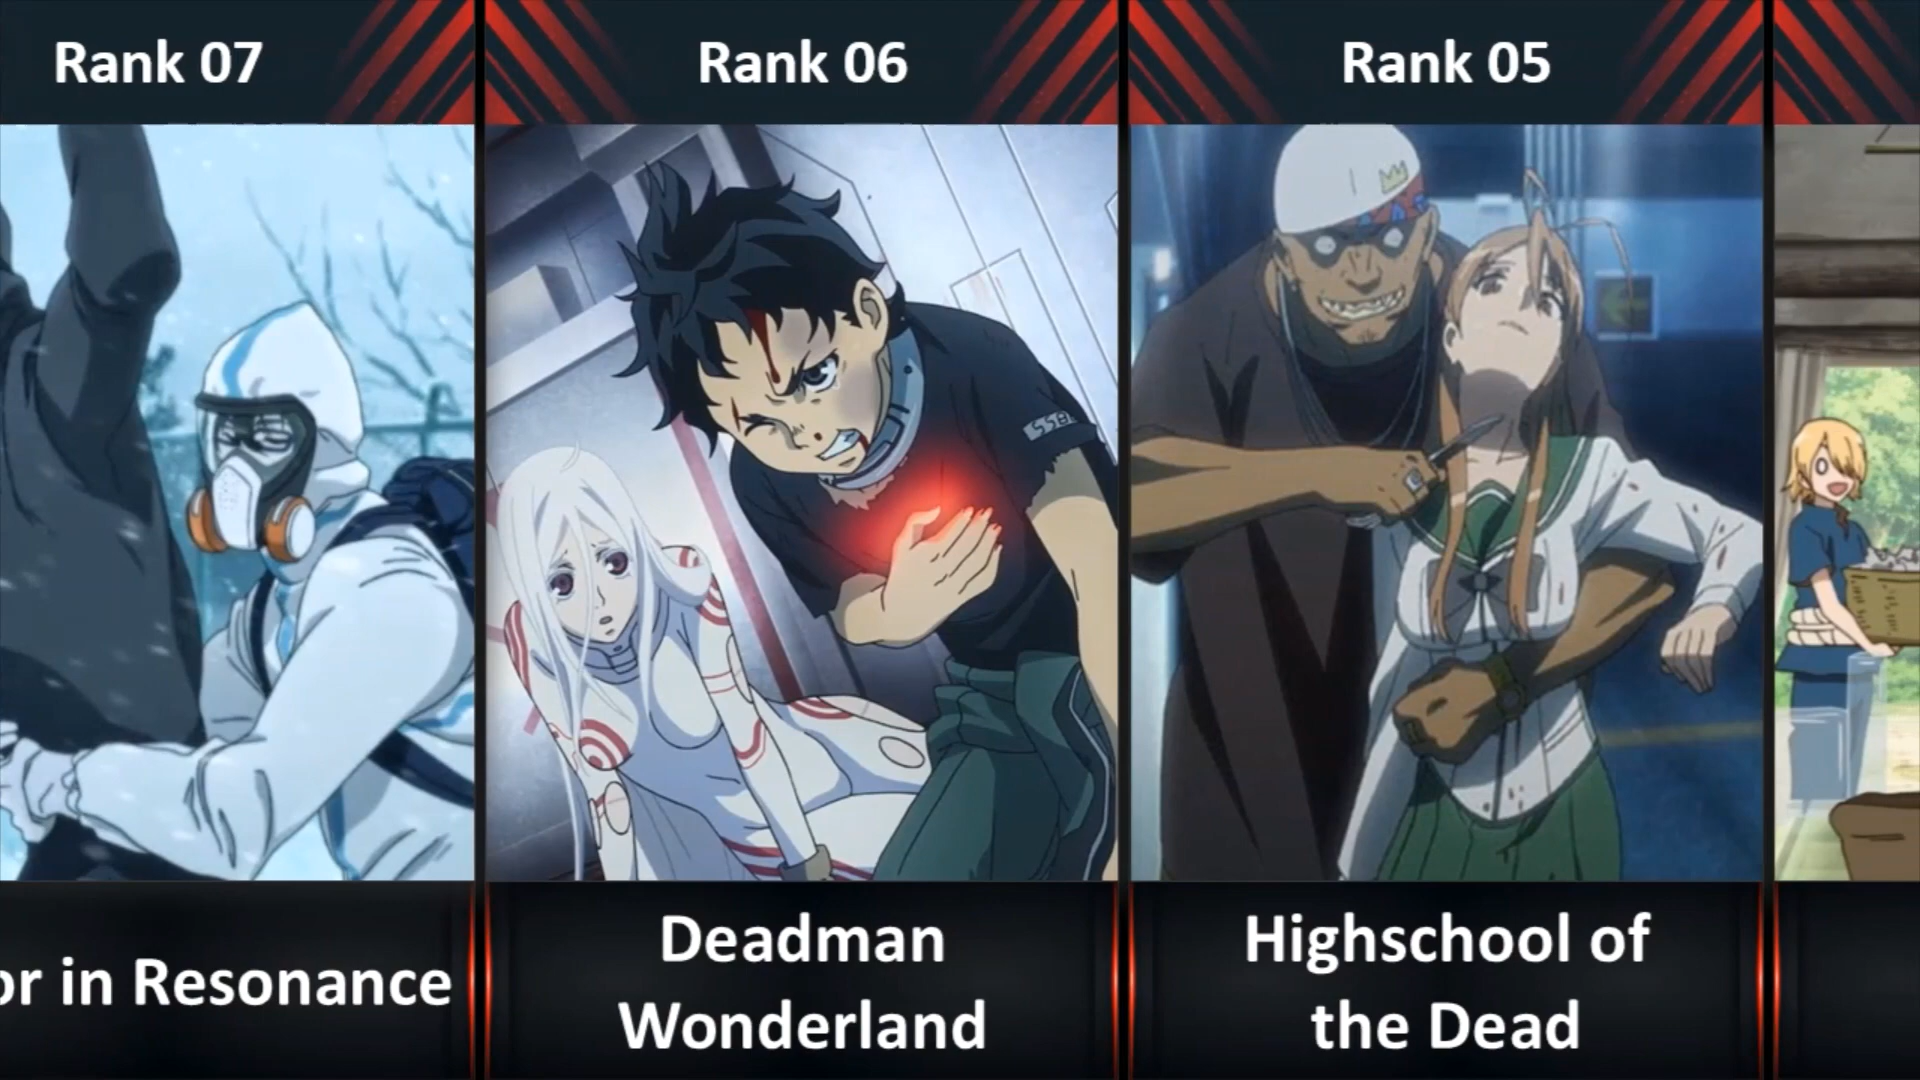 Rank 07
Rank 06
Rank 05
or in Resonance
Deadman
Wonderland
Highschool of
the Dead